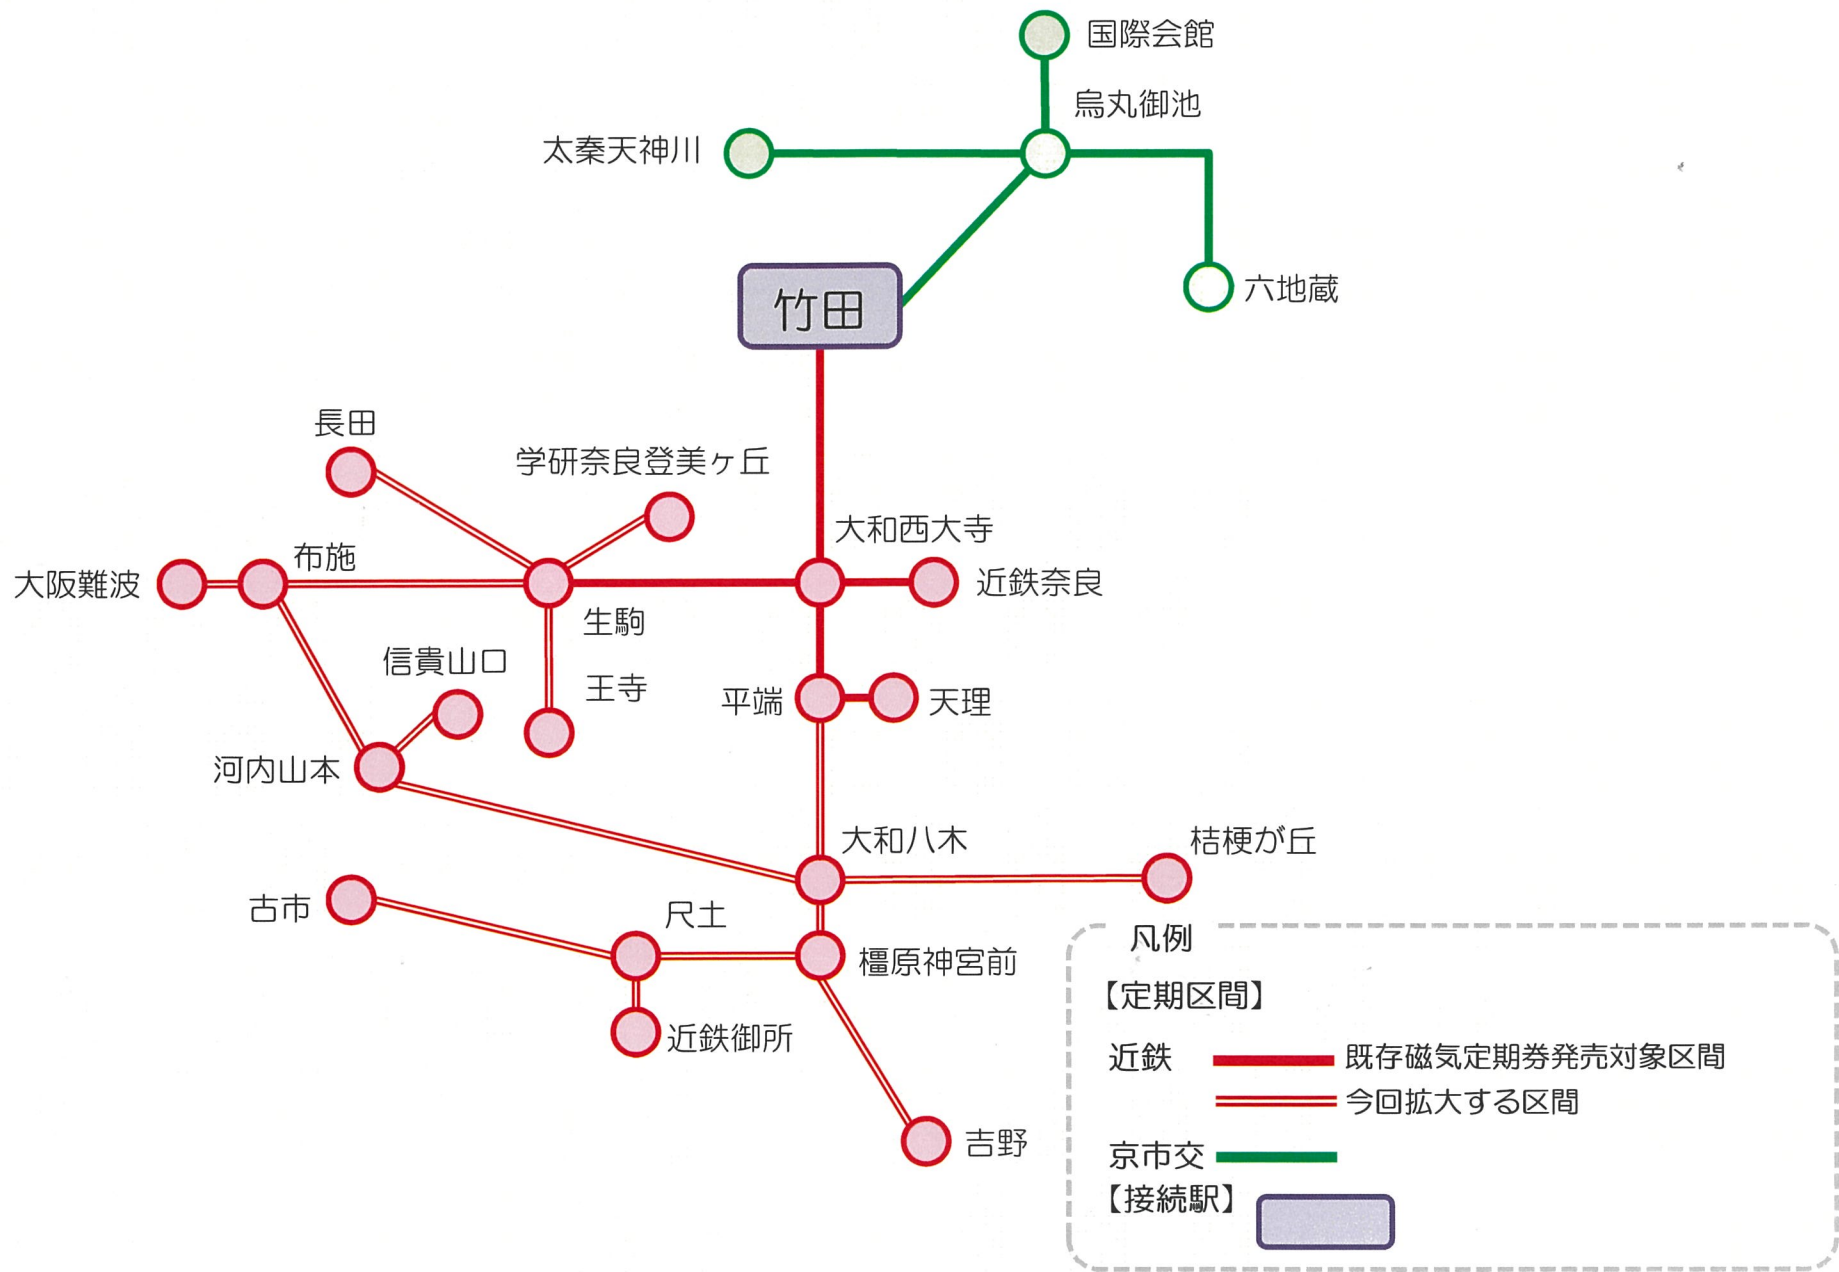 国際会館
烏丸御池
太秦天神川
竹田
六地蔵
長田
学研奈良登美ヶ丘
大和西大寺
布施
大阪難波
近鉄奈良
生駒
信貴山口
王寺
平端
天理
河内山本
大和八木
桔梗が丘
古市
尺土
橿原神宮前
近鉄御所
吉野
凡例
【定期区間】
近鉄 既存磁気定期券発売対象区間
今回拡大する区間
京市交
【接続駅】